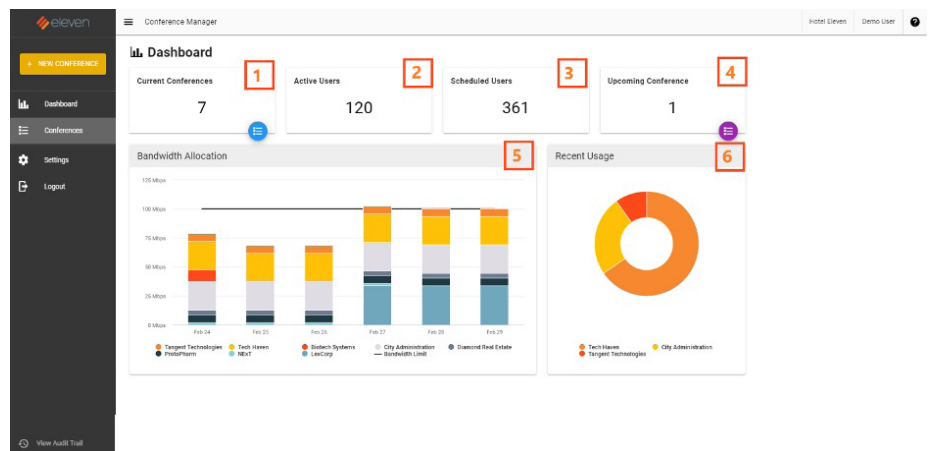 eleven
Conference Manager
Hotel Eleven
Demo User
?
+ NEW CONFERENCE
Dashboard
Conferences
Settings
Logout
View Audit Trail
Dashboard
Current Conferences
1
7
Active Users
2
120
Scheduled Users
3
361
Upcoming Conference
4
1
Bandwidth Allocation
5
125 Mbps
100 Mbps
75 Mbps
50 Mbps
25 Mbps
0 Mbps
Feb 24
Feb 25
Feb 26
Feb 27
Feb 28
Feb 29
Tangent Technologies
Tech Haven
Biotech Systems
City Administration
Diamond Real Estate
ProtoPharm
NExT
LexCorp
Bandwidth Limit
Recent Usage
6
Tech Haven
City Administration
Tangent Technologies